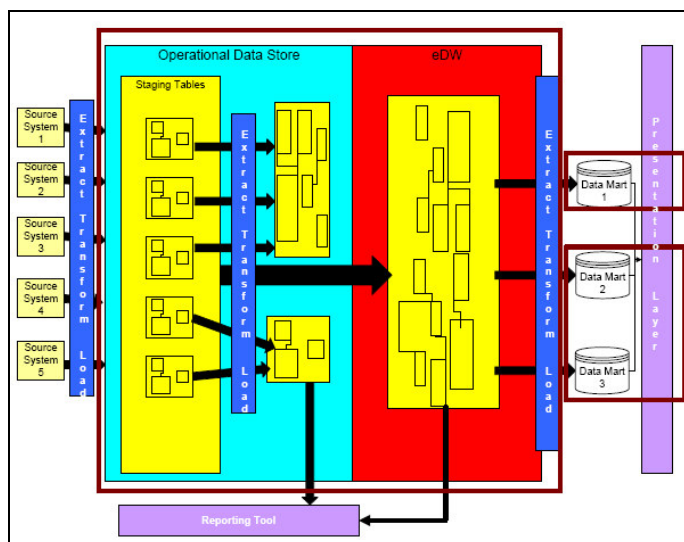 Operational Data Store
eDW
Staging Tables
Source
System
1
Source
System
2
Source
System
3
Source
System
4
Source
System
5
Extract Transform Load
Extract Transform Load
Extract Transform Load
Data Mart
1
Data Mart
2
Data Mart
3
Presentation Layer
Reporting Tool